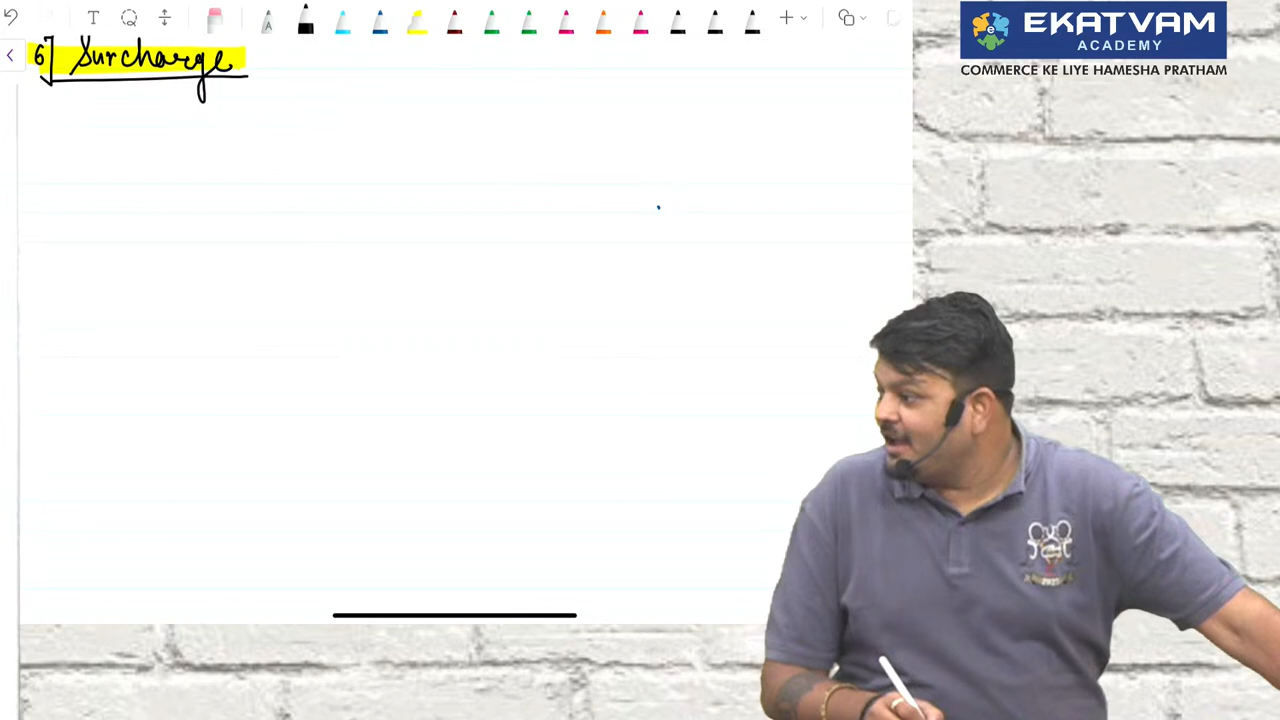 6] Surcharge
T
A
e
EKATVAM
ACADEMY
COMMERCE KE LIYE HAMESHA PRATHAM